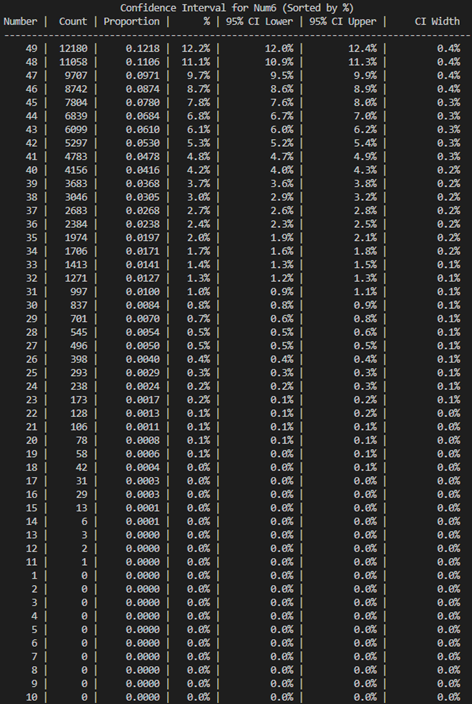 Confidence Interval for Num6 (Sorted by %)
Number | Count | Proportion | % | 95% CI Lower | 95% CI Upper | CI Width
----------------------------------------------------------------------------------------
49 | 12180 | 0.1218 | 12.2% | 12.0% | 12.4% | 0.4%
48 | 11058 | 0.1106 | 11.1% | 10.9% | 11.3% | 0.4%
47 | 9707 | 0.0971 | 9.7% | 9.5% | 9.9% | 0.4%
46 | 8742 | 0.0874 | 8.7% | 8.6% | 8.9% | 0.4%
45 | 7804 | 0.0780 | 7.8% | 7.6% | 8.0% | 0.3%
44 | 6839 | 0.0684 | 6.8% | 6.7% | 7.0% | 0.3%
43 | 6099 | 0.0610 | 6.1% | 6.0% | 6.2% | 0.3%
42 | 5297 | 0.0530 | 5.3% | 5.2% | 5.4% | 0.3%
41 | 4783 | 0.0478 | 4.8% | 4.7% | 4.9% | 0.3%
40 | 4156 | 0.0416 | 4.2% | 4.0% | 4.3% | 0.2%
39 | 3683 | 0.0368 | 3.7% | 3.6% | 3.8% | 0.2%
38 | 3046 | 0.0305 | 3.0% | 2.9% | 3.2% | 0.2%
37 | 2683 | 0.0268 | 2.7% | 2.6% | 2.8% | 0.2%
36 | 2384 | 0.0238 | 2.4% | 2.3% | 2.5% | 0.2%
35 | 1974 | 0.0197 | 2.0% | 1.9% | 2.1% | 0.2%
34 | 1706 | 0.0171 | 1.7% | 1.6% | 1.8% | 0.2%
33 | 1413 | 0.0141 | 1.4% | 1.3% | 1.5% | 0.1%
32 | 1271 | 0.0127 | 1.3% | 1.2% | 1.3% | 0.1%
31 | 997 | 0.0100 | 1.0% | 0.9% | 1.1% | 0.1%
30 | 837 | 0.0084 | 0.8% | 0.8% | 0.9% | 0.1%
29 | 701 | 0.0070 | 0.7% | 0.6% | 0.8% | 0.1%
28 | 545 | 0.0054 | 0.5% | 0.5% | 0.6% | 0.1%
27 | 496 | 0.0050 | 0.5% | 0.5% | 0.5% | 0.1%
26 | 398 | 0.0040 | 0.4% | 0.4% | 0.4% | 0.1%
25 | 293 | 0.0029 | 0.3% | 0.3% | 0.3% | 0.1%
24 | 238 | 0.0024 | 0.2% | 0.2% | 0.3% | 0.1%
23 | 173 | 0.0017 | 0.2% | 0.1% | 0.2% | 0.1%
22 | 128 | 0.0013 | 0.1% | 0.1% | 0.2% | 0.0%
21 | 106 | 0.0011 | 0.1% | 0.1% | 0.1% | 0.0%
20 | 78 | 0.0008 | 0.1% | 0.1% | 0.1% | 0.0%
19 | 58 | 0.0006 | 0.1% | 0.0% | 0.1% | 0.0%
18 | 42 | 0.0004 | 0.0% | 0.0% | 0.1% | 0.0%
17 | 31 | 0.0003 | 0.0% | 0.0% | 0.0% | 0.0%
16 | 29 | 0.0003 | 0.0% | 0.0% | 0.0% | 0.0%
15 | 13 | 0.0001 | 0.0% | 0.0% | 0.0% | 0.0%
14 | 6 | 0.0001 | 0.0% | 0.0% | 0.0% | 0.0%
13 | 3 | 0.0000 | 0.0% | 0.0% | 0.0% | 0.0%
12 | 2 | 0.0000 | 0.0% | 0.0% | 0.0% | 0.0%
11 | 1 | 0.0000 | 0.0% | 0.0% | 0.0% | 0.0%
1 | 0 | 0.0000 | 0.0% | 0.0% | 0.0% | 0.0%
2 | 0 | 0.0000 | 0.0% | 0.0% | 0.0% | 0.0%
3 | 0 | 0.0000 | 0.0% | 0.0% | 0.0% | 0.0%
4 | 0 | 0.0000 | 0.0% | 0.0% | 0.0% | 0.0%
5 | 0 | 0.0000 | 0.0% | 0.0% | 0.0% | 0.0%
6 | 0 | 0.0000 | 0.0% | 0.0% | 0.0% | 0.0%
7 | 0 | 0.0000 | 0.0% | 0.0% | 0.0% | 0.0%
8 | 0 | 0.0000 | 0.0% | 0.0% | 0.0% | 0.0%
9 | 0 | 0.0000 | 0.0% | 0.0% | 0.0% | 0.0%
10 | 0 | 0.0000 | 0.0% | 0.0% | 0.0% | 0.0%